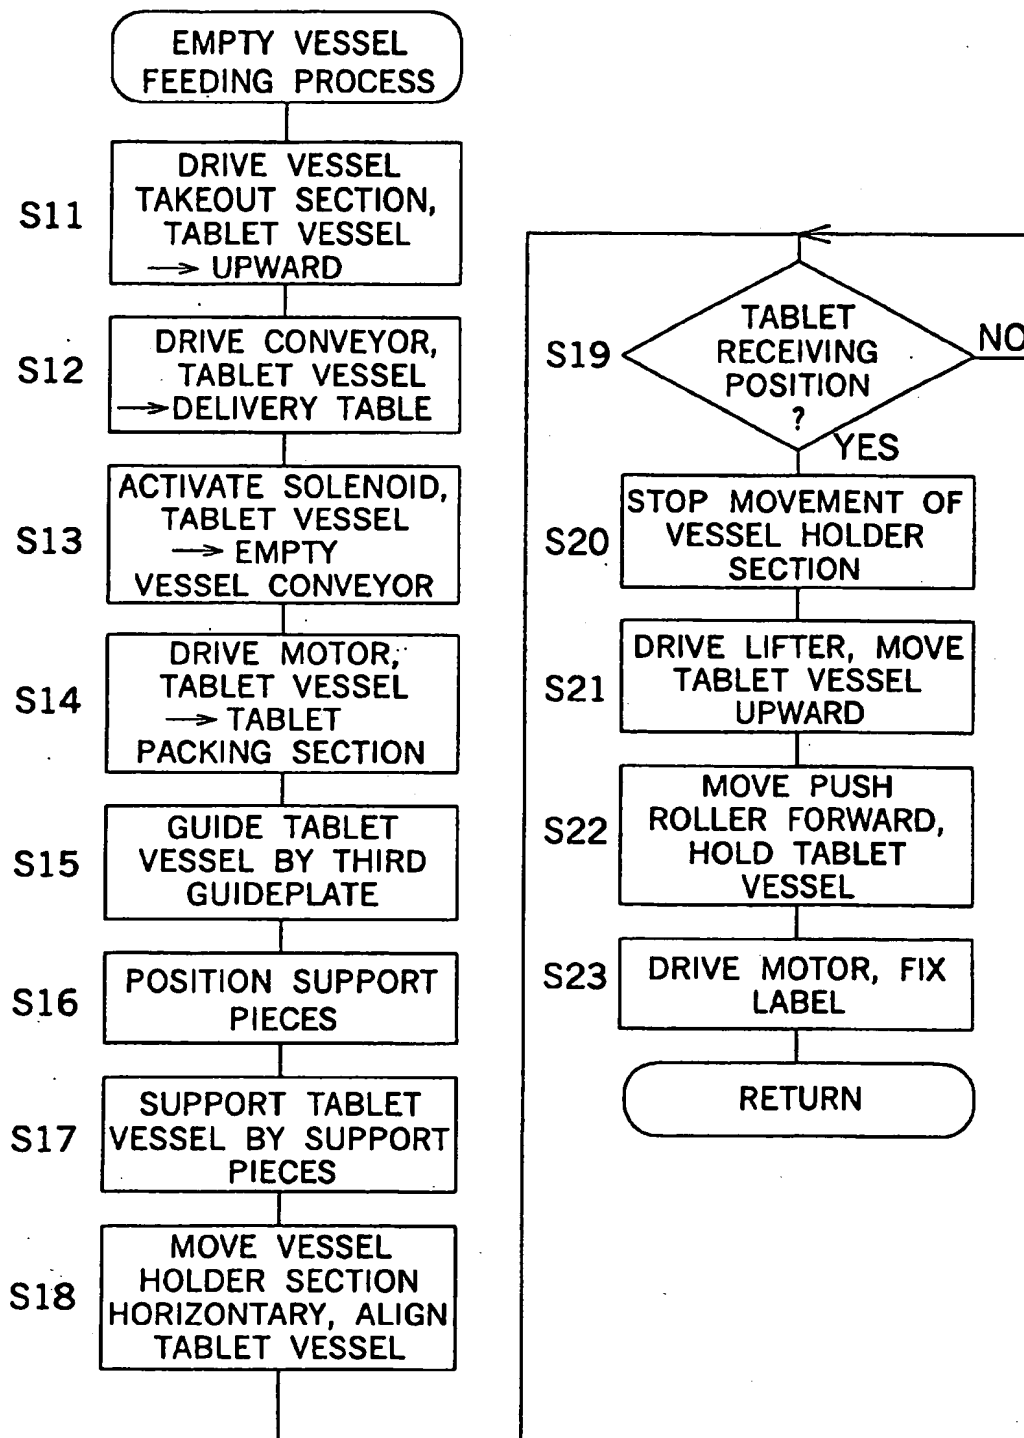 EMPTY VESSEL
FEEDING PROCESS
S11
DRIVE VESSEL
TAKEOUT SECTION,
TABLET VESSEL
→ UPWARD
S12
DRIVE CONVEYOR,
TABLET VESSEL
→ DELIVERY TABLE
S13
ACTIVATE SOLENOID,
TABLET VESSEL
→ EMPTY
VESSEL CONVEYOR
S14
DRIVE MOTOR,
TABLET VESSEL
→ TABLET
PACKING SECTION
S15
GUIDE TABLET
VESSEL BY THIRD
GUIDEPLATE
S16
POSITION SUPPORT
PIECES
S17
SUPPORT TABLET
VESSEL BY SUPPORT
PIECES
S18
MOVE VESSEL
HOLDER SECTION
HORIZONTARY, ALIGN
TABLET VESSEL
S19
TABLET
RECEIVING
POSITION
?
NO
YES
S20
STOP MOVEMENT OF
VESSEL HOLDER
SECTION
S21
DRIVE LIFTER, MOVE
TABLET VESSEL
UPWARD
S22
MOVE PUSH
ROLLER FORWARD,
HOLD TABLET
VESSEL
S23
DRIVE MOTOR, FIX
LABEL
RETURN